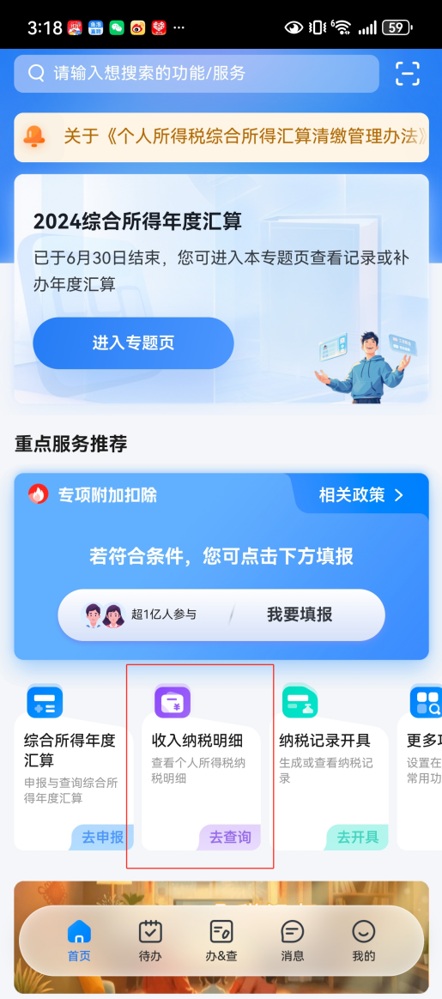 3:18
59
请输入想搜索的功能/服务
关于《个人所得税综合所得汇算清缴管理办法》
2024综合所得年度汇算
已于6月30日结束，您可进入本专题页查看记录或补
办年度汇算
进入专题页
重点服务推荐
专项附加扣除
相关政策
若符合条件，您可点击下方填报
超1亿人参与
我要填报
综合所得年度
汇算
申报与查询综合所
得年度汇算
去申报
收入纳税明细
查看个人所得税纳
税明细
去查询
纳税记录开具
生成或查看纳税记
录
去开具
更多
设置在
常用功
首页
待办
办&查
消息
我的